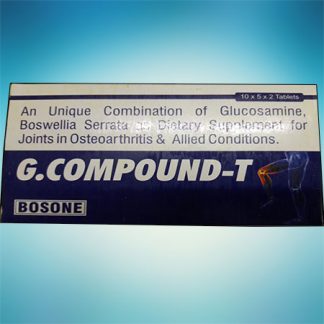 10 x 5 x 2 Tablets
An Unique Combination of Glucosamine,
Boswellia Serrata Dietary Supplement for
Joints in Osteoarthritis & Allied Conditions.
G.COMPOUND-T
BOSONE